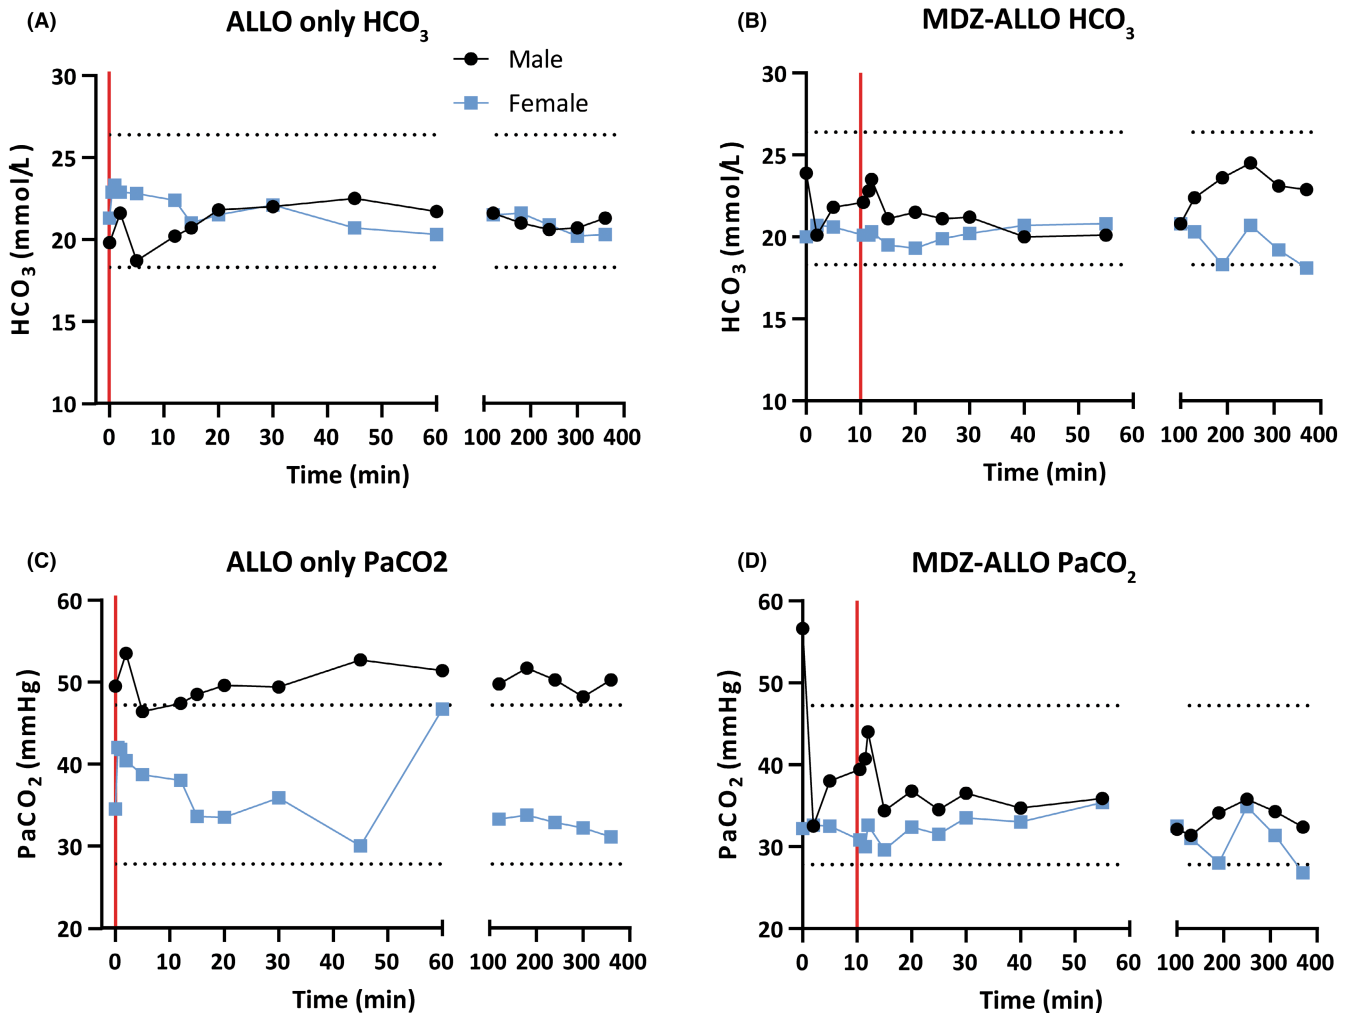 (A) ALLO only HCO₃
Male
Female
30
25
20
15
10
HCO₃ (mmol/L)
0 10 20 30 40 50 60 100 200 300 400
Time (min)
(B) MDZ-ALLO HCO₃
30
25
20
15
10
HCO₃ (mmol/L)
0 10 20 30 40 50 60 100 200 300 400
Time (min)
(C) ALLO only PaCO2
60
50
40
30
20
PaCO₂ (mmHg)
0 10 20 30 40 50 60 100 200 300 400
Time (min)
(D) MDZ-ALLO PaCO₂
60
50
40
30
20
PaCO₂ (mmHg)
0 10 20 30 40 50 60 100 200 300 400
Time (min)